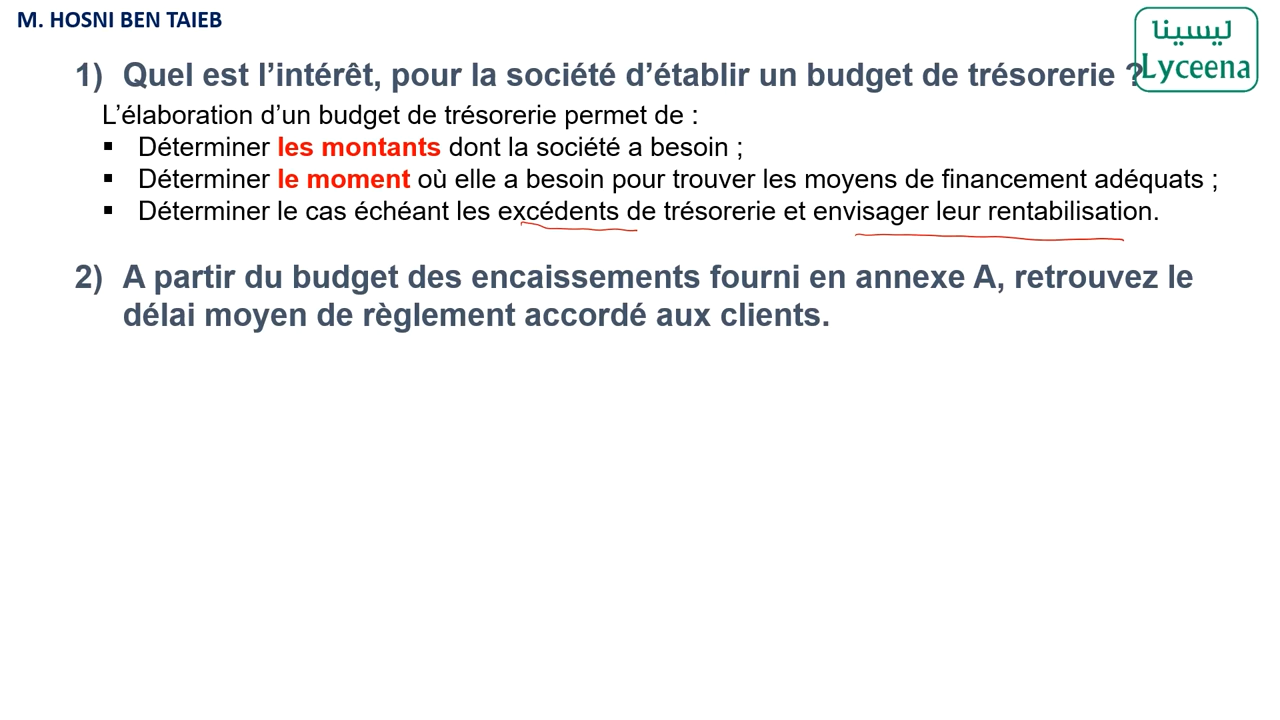 M. HOSNI BEN TAIEB
ليسينا
Lyceena
1) Quel est l’intérêt, pour la société d’établir un budget de trésorerie ?
L’élaboration d’un budget de trésorerie permet de :
▪ Déterminer les montants dont la société a besoin ;
▪ Déterminer le moment où elle a besoin pour trouver les moyens de financement adéquats ;
▪ Déterminer le cas échéant les excédents de trésorerie et envisager leur rentabilisation.
2) A partir du budget des encaissements fourni en annexe A, retrouvez le
délai moyen de règlement accordé aux clients.